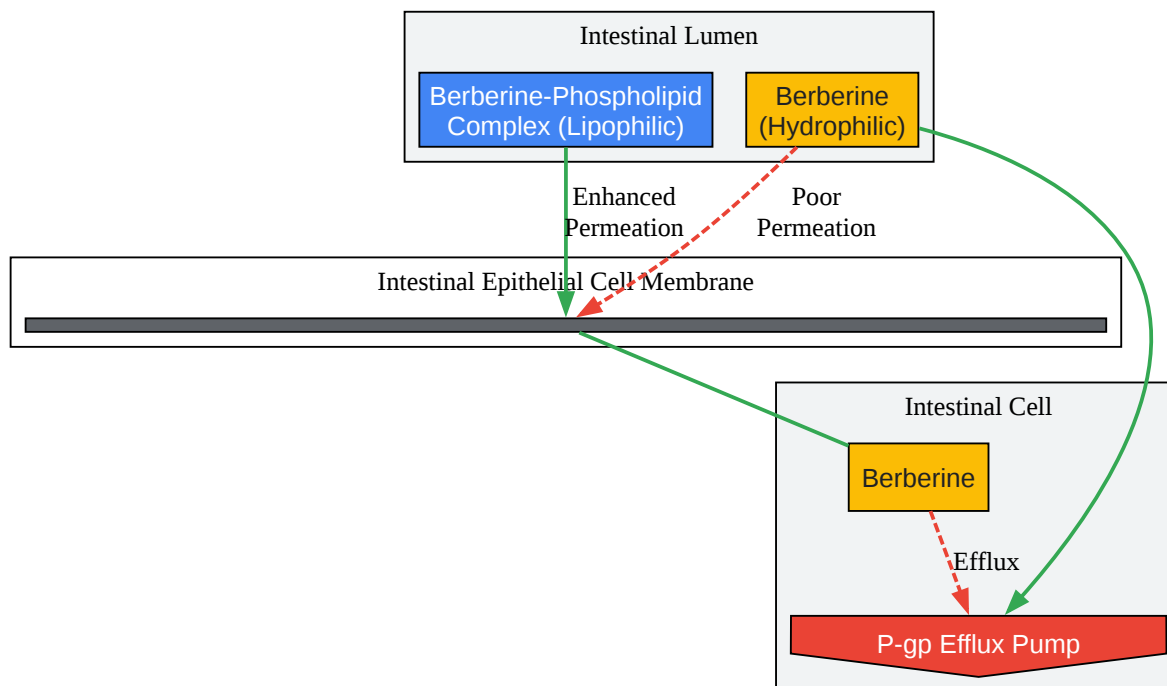 Intestinal Lumen
Berberine-Phospholipid
Complex (Lipophilic)
Berberine
(Hydrophilic)
Enhanced
Permeation
Poor
Permeation
Intestinal Epithelial Cell Membrane
Intestinal Cell
Berberine
Efflux
P-gp Efflux Pump